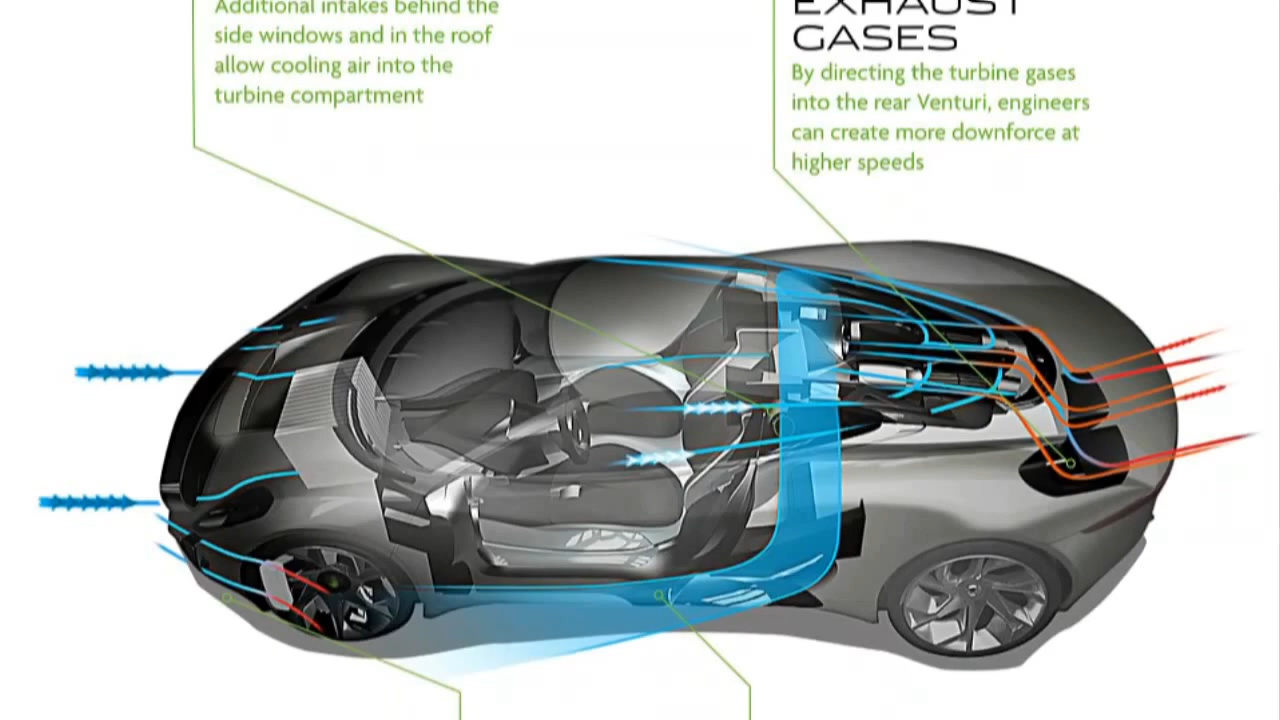 Additional intakes behind the
side windows and in the roof
allow cooling air into the
turbine compartment
EXHAUST
GASES
By directing the turbine gases
into the rear Venturi, engineers
can create more downforce at
higher speeds